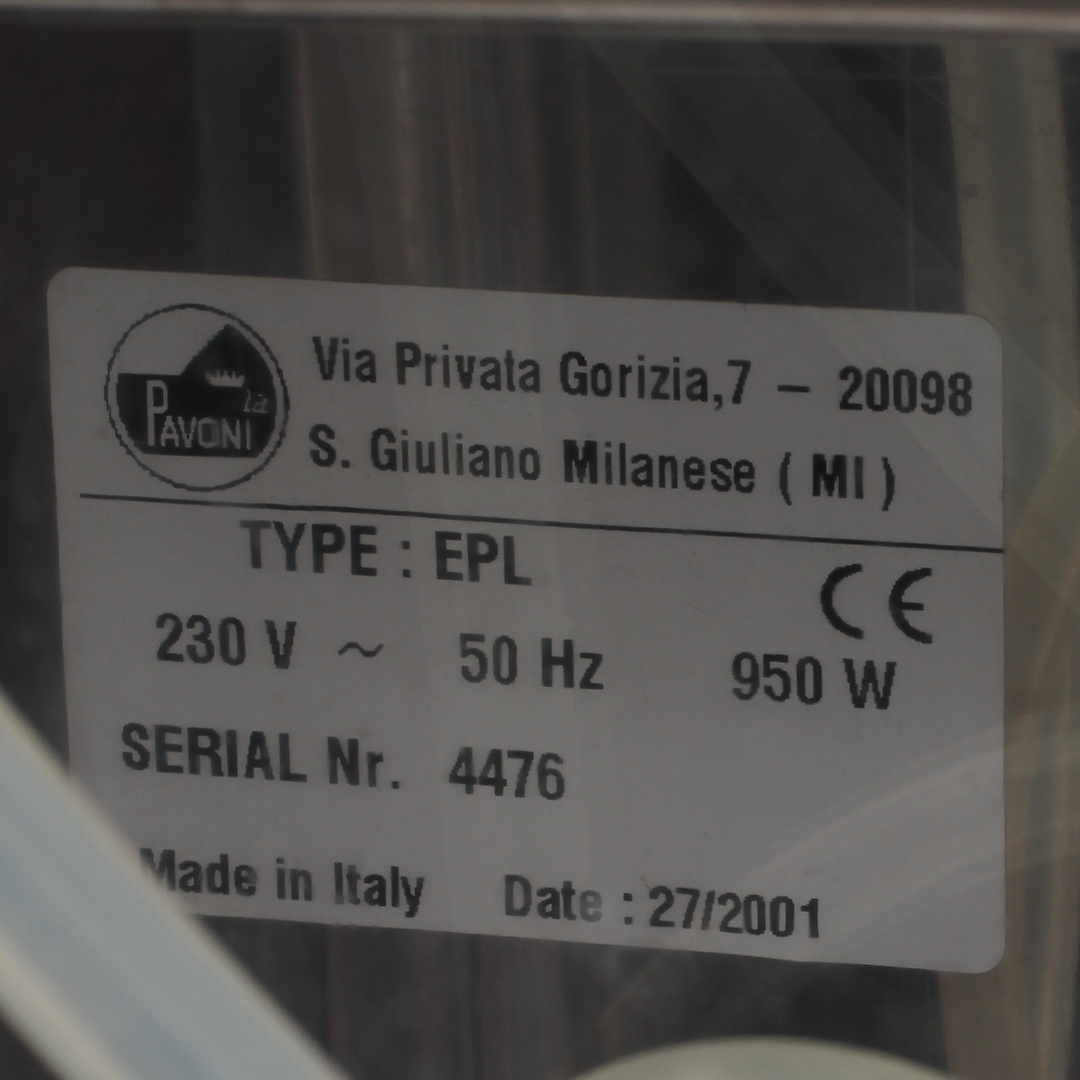 la PAVONI
Via Privata Gorizia,7 – 20098
S. Giuliano Milanese ( MI )
TYPE : EPL
CE
230 V ~ 50 Hz 950 W
SERIAL Nr. 4476
Made in Italy Date : 27/2001